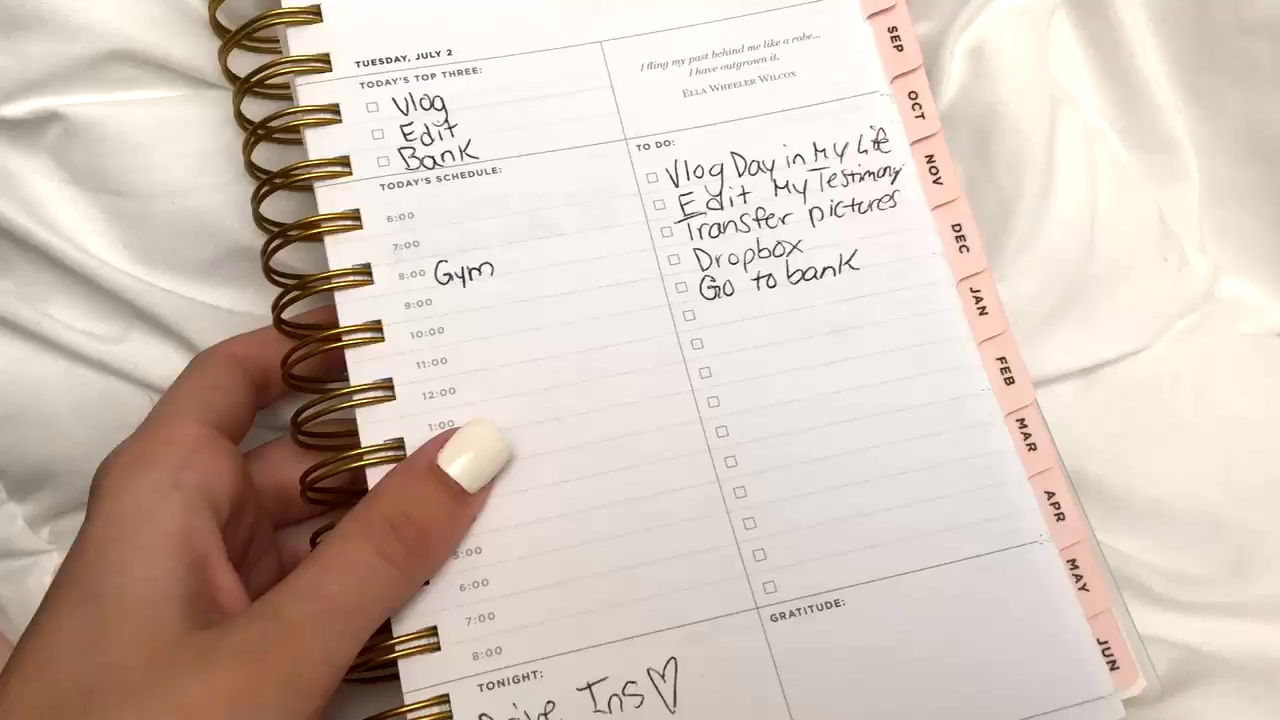 TUESDAY, JULY 2
TODAY'S TOP THREE:
Vlog
Edit
Bank
TODAY'S SCHEDULE:
6:00
7:00
8:00 Gym
9:00
10:00
11:00
12:00
1:00
5:00
6:00
7:00
8:00
TONIGHT:
Drive Ins
I fling my past behind me like a robe...
I have outgrown it.
ELLA WHEELER WILCOX
TO DO:
Vlog Day in My Life
Edit My Testimony
Transfer pictures
Dropbox
Go to bank
GRATITUDE:
SEP
OCT
NOV
DEC
JAN
FEB
MAR
APR
MAY
JUN